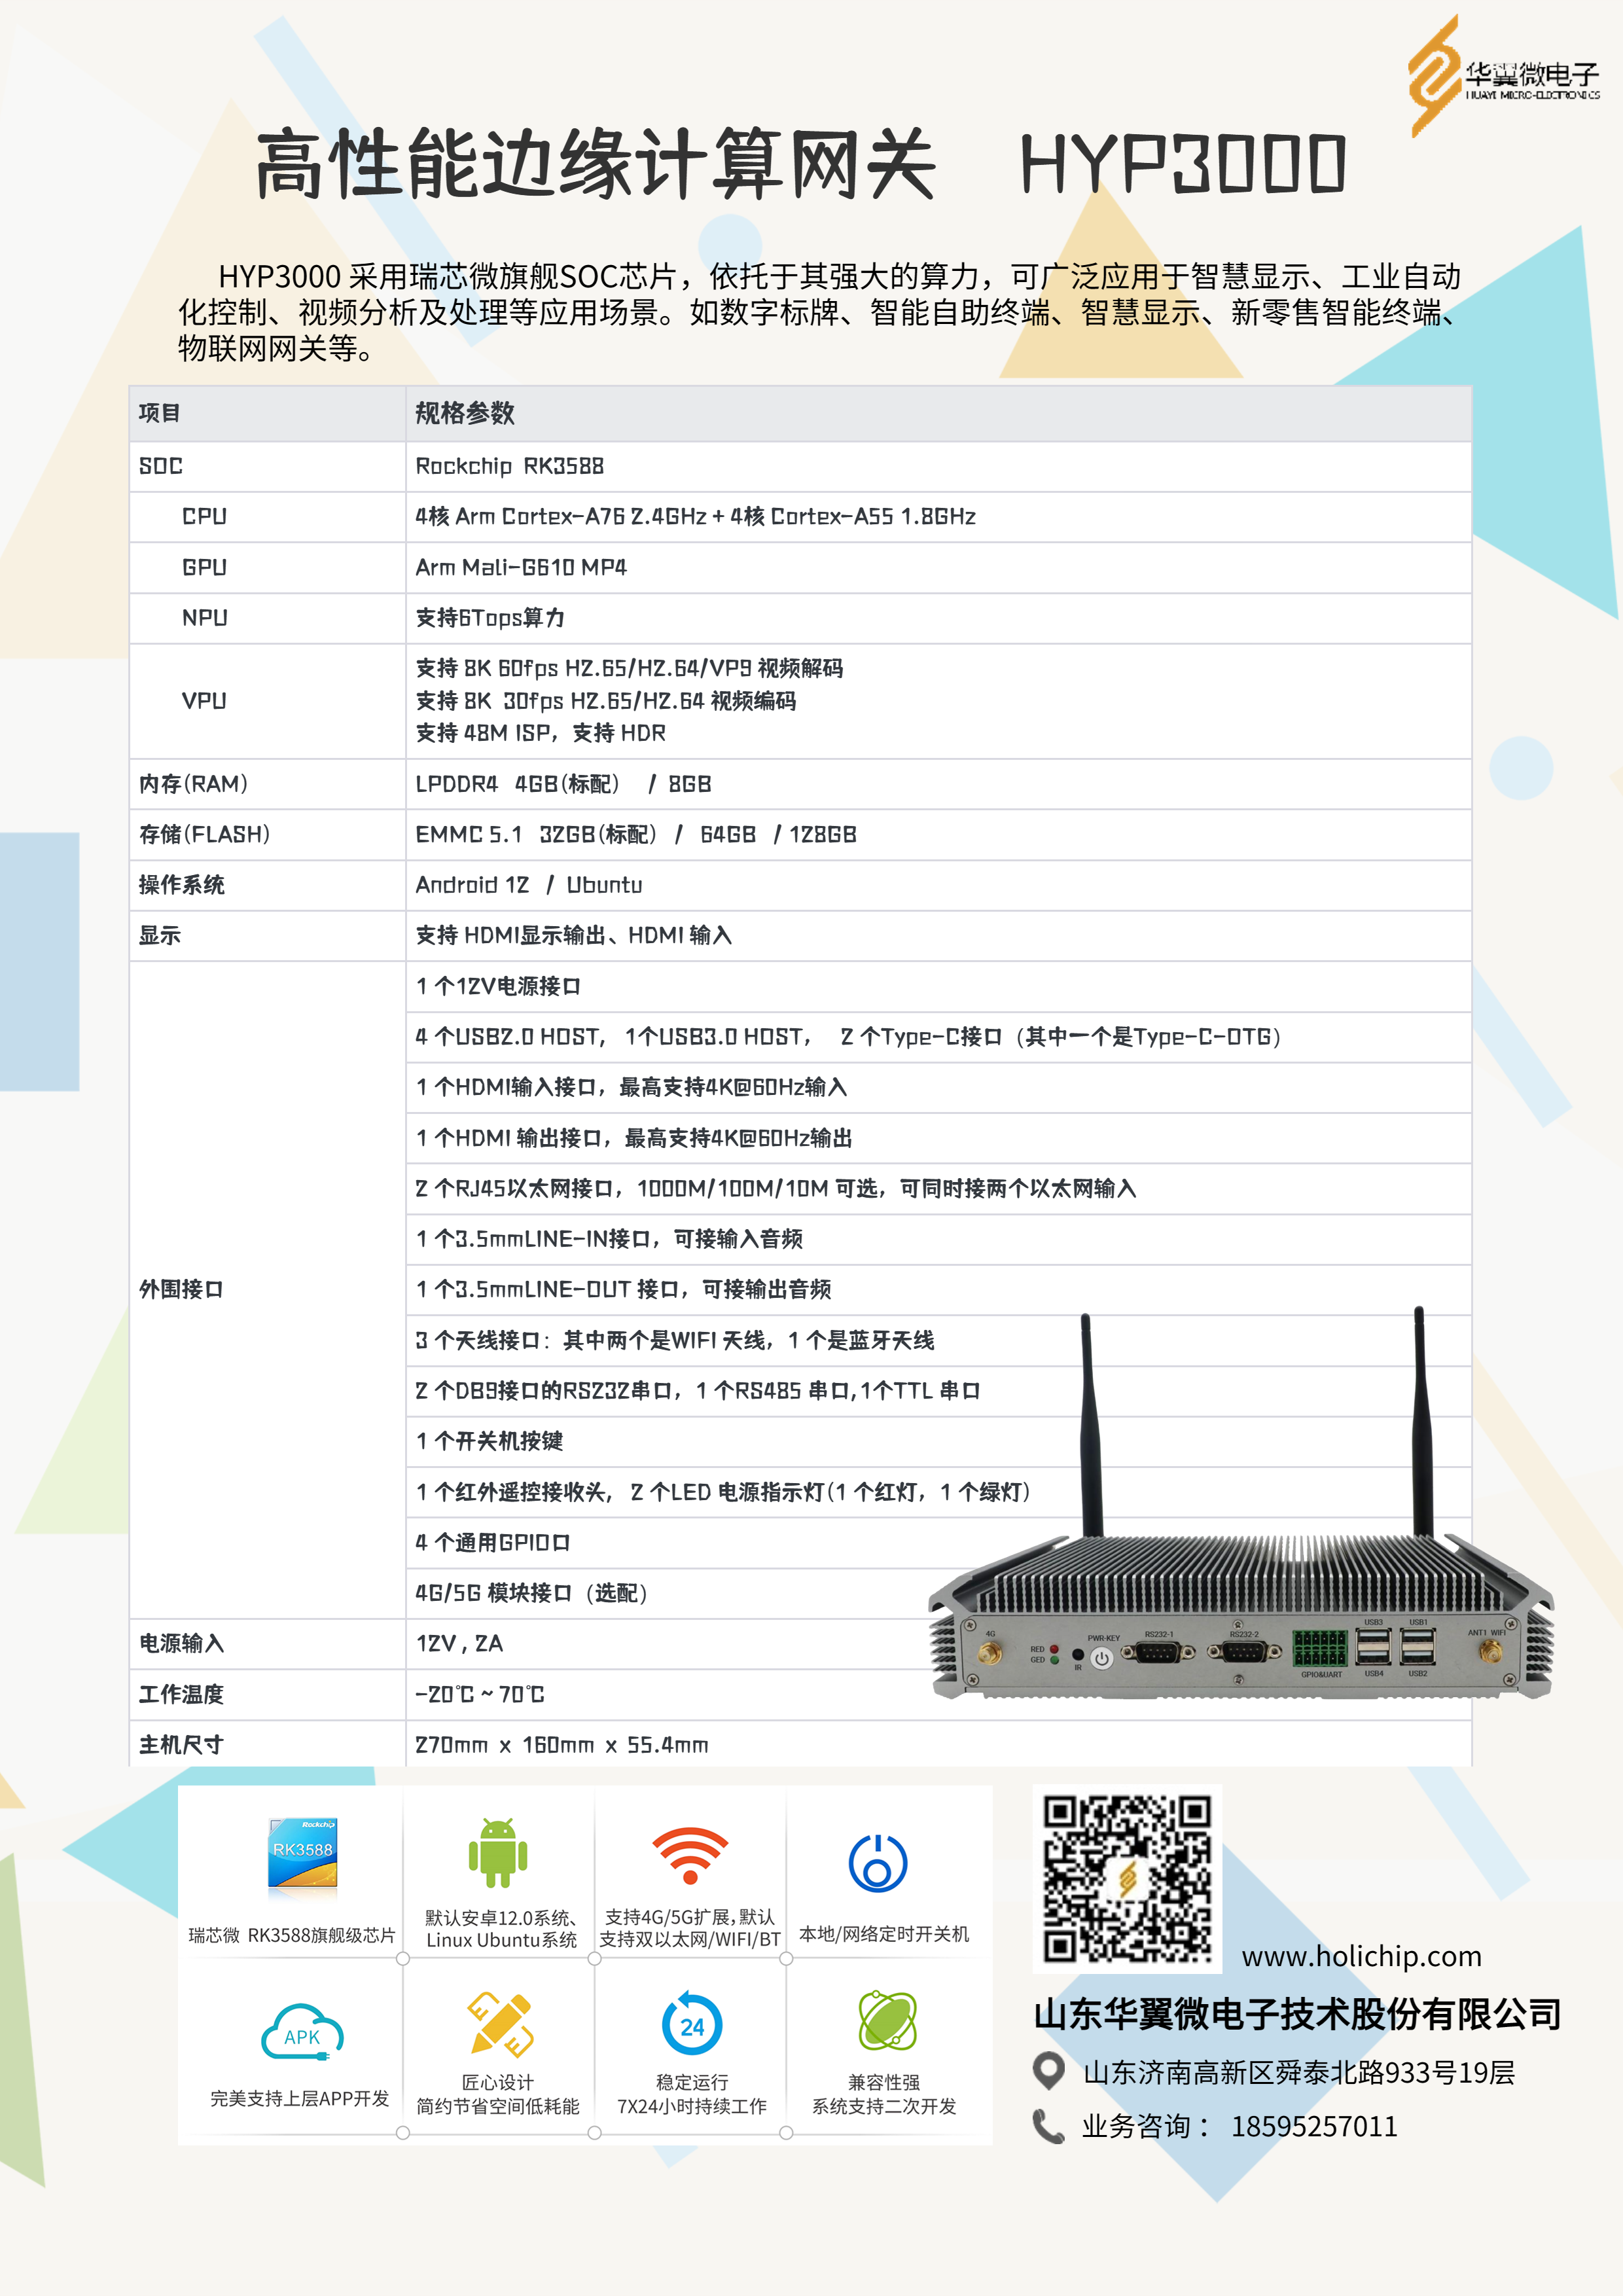 华翼微电子
HUAYI MICRO-ELECTRONICS
高性能边缘计算网关 HYP3000
HYP3000 采用瑞芯微旗舰SOC芯片，依托于其强大的算力，可广泛应用于智慧显示、工业自动
化控制、视频分析及处理等应用场景。如数字标牌、智能自助终端、智慧显示、新零售智能终端、
物联网网关等。
项目 规格参数
SOC Rockchip RK3588
CPU 4核 Arm Cortex-A76 2.4GHz + 4核 Cortex-A55 1.8GHz
GPU Arm Mali-G610 MP4
NPU 支持6Tops算力
VPU
支持 8K 60fps H2.65/H2.64/VP9 视频解码
支持 8K 30fps H2.65/H2.64 视频编码
支持 48M ISP，支持 HDR
内存(RAM) LPDDR4 4GB(标配) / 8GB
存储(FLASH) EMMC 5.1 32GB(标配) / 64GB / 128GB
操作系统 Android 12 / Ubuntu
显示 支持 HDMI显示输出、HDMI 输入
外围接口
1 个12V电源接口
4 个USB2.0 HOST， 1个USB3.0 HOST， 2 个Type-C接口（其中一个是Type-C-OTG）
1 个HDMI输入接口，最高支持4K@60Hz输入
1 个HDMI 输出接口，最高支持4K@60Hz输出
2 个RJ45以太网接口，1000M/100M/10M 可选，可同时接两个以太网输入
1 个3.5mmLINE-IN接口，可接输入音频
1 个3.5mmLINE-OUT 接口，可接输出音频
3 个天线接口：其中两个是WIFI 天线，1 个是蓝牙天线
2 个DB9接口的RS232串口，1 个RS485 串口,1个TTL 串口
1 个开关机按键
1 个红外遥控接收头， 2 个LED 电源指示灯(1 个红灯，1 个绿灯)
4 个通用GPIO口
4G/5G 模块接口（选配）
电源输入 12V , 2A
工作温度 -20℃ ~ 70℃
主机尺寸 270mm x 160mm x 55.4mm
4G
RED
GED
IR
PWR-KEY
RS232-1
RS232-2
GPIO&UART
USB3
USB1
USB4
USB2
ANT1 WIFI
Rockchip
RK3588
瑞芯微 RK3588旗舰级芯片
默认安卓12.0系统、
Linux Ubuntu系统
支持4G/5G扩展，默认
支持双以太网/WIFI/BT
本地/网络定时开关机
APK
完美支持上层APP开发
匠心设计
简约节省空间低耗能
24
稳定运行
7X24小时持续工作
兼容性强
系统支持二次开发
www.holichip.com
山东华翼微电子技术股份有限公司
山东济南高新区舜泰北路933号19层
业务咨询： 18595257011